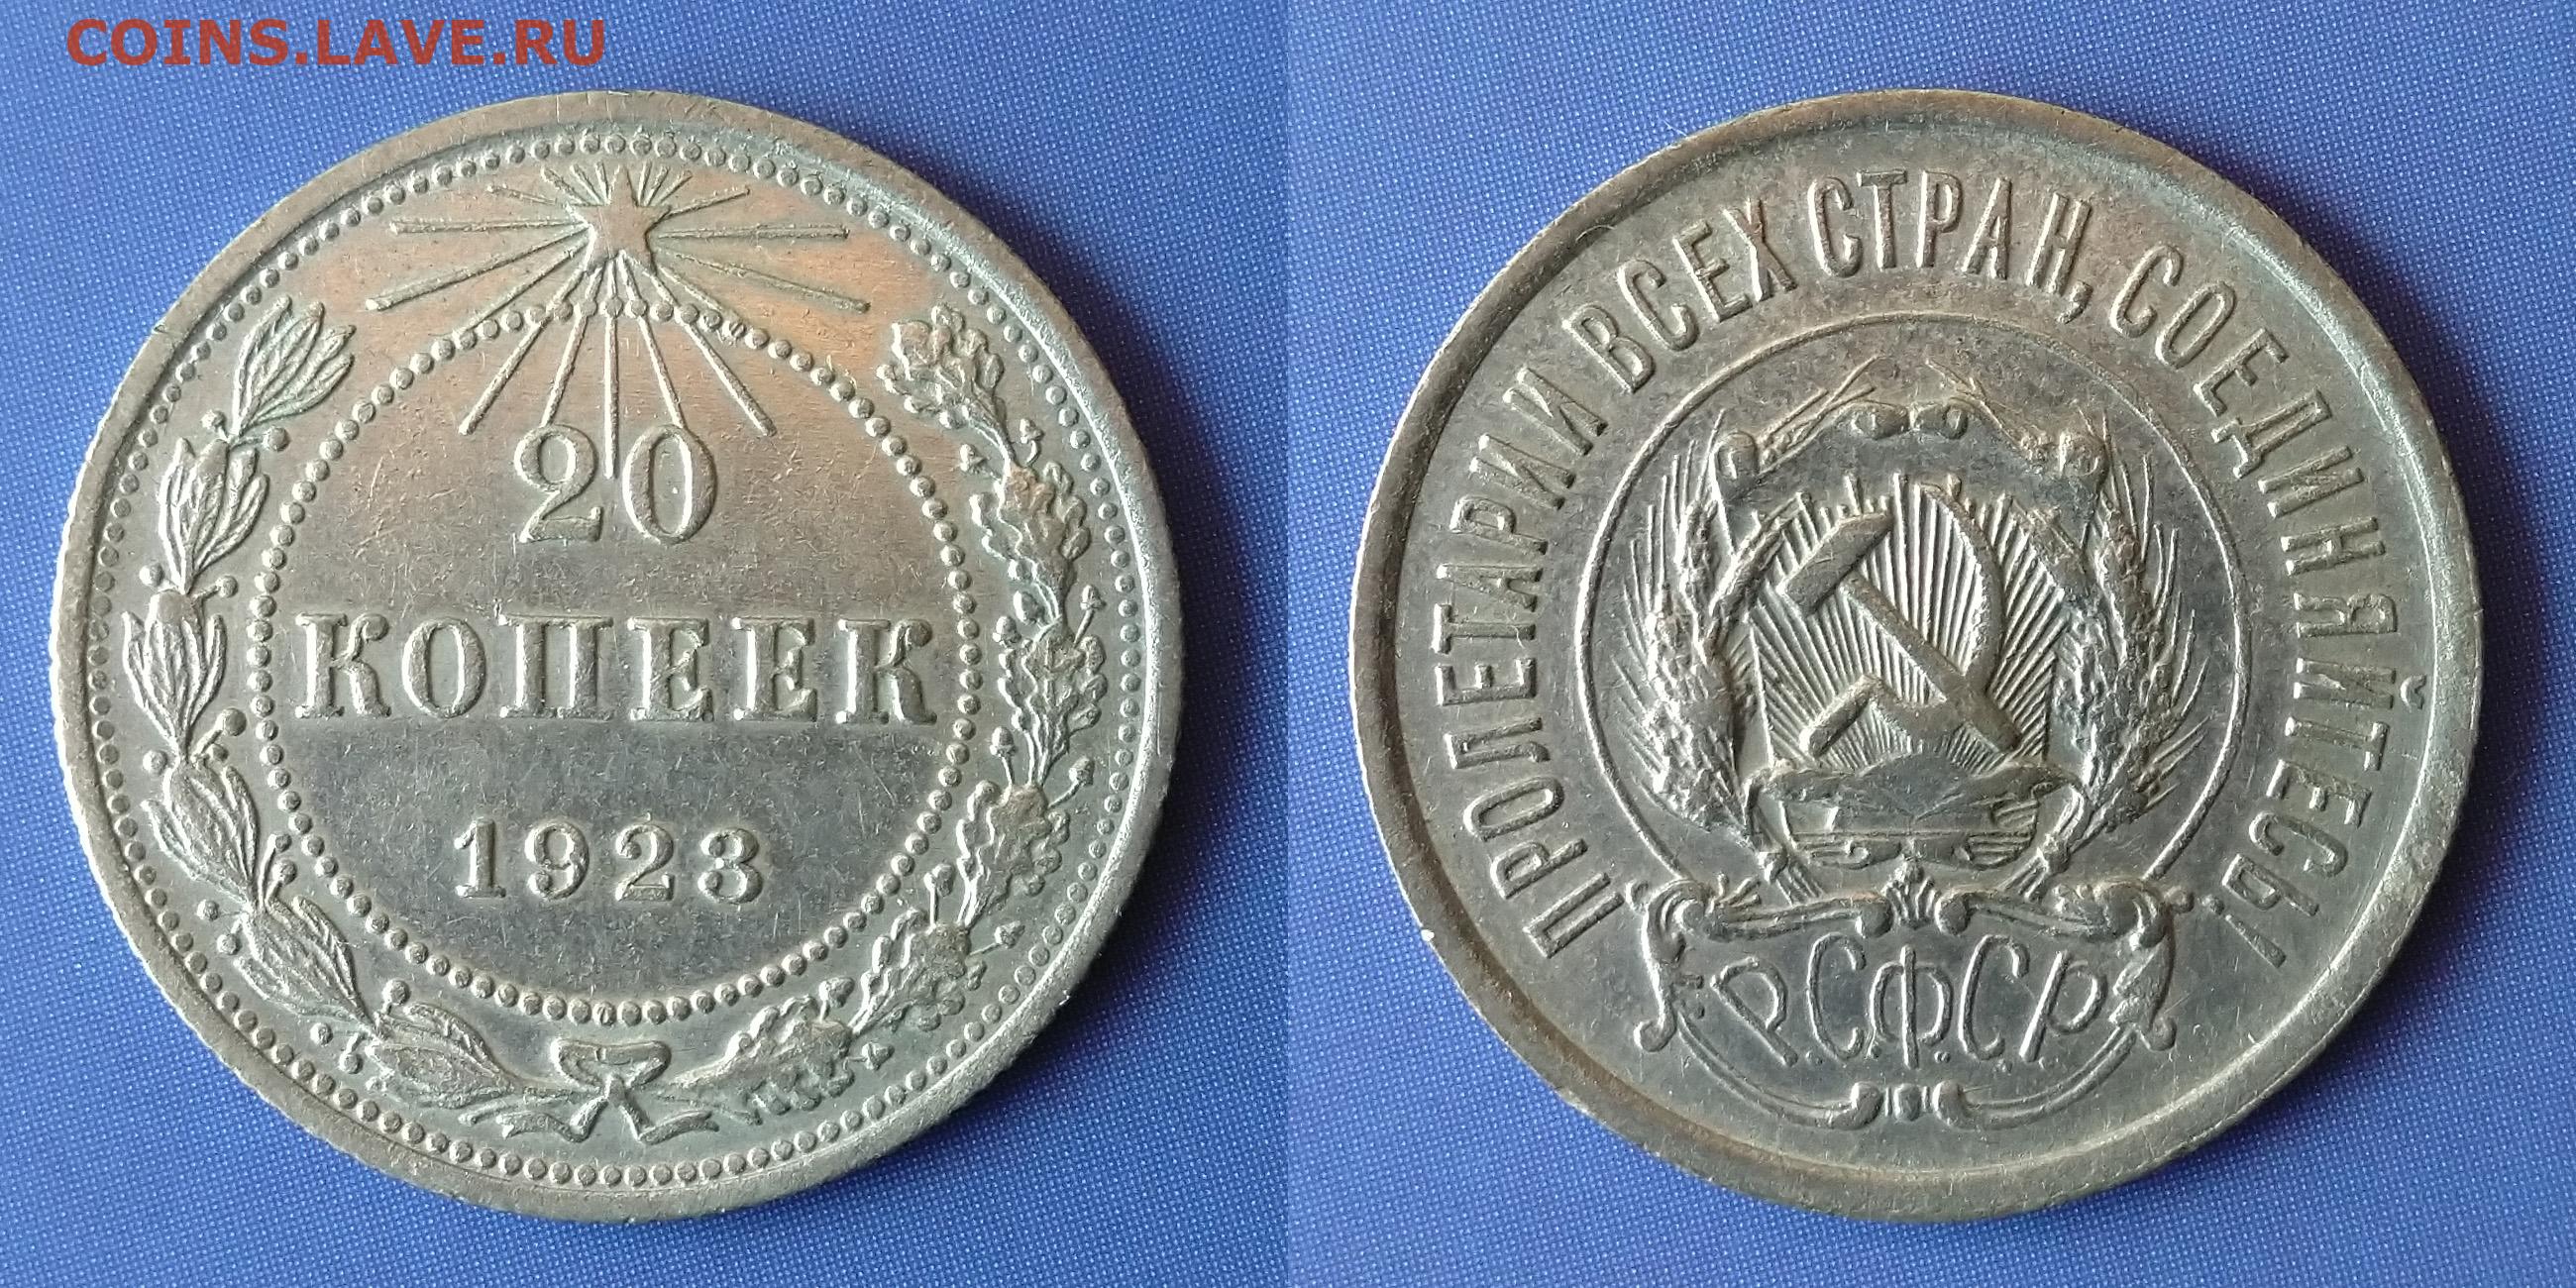 COINS.LAVE.RU
20
КОПЕЕК
1923
ПРОЛЕТАРИИ ВСЕХ СТРАН, СОЕДИНЯЙТЕСЬ!
Р.С.Ф.С.Р.